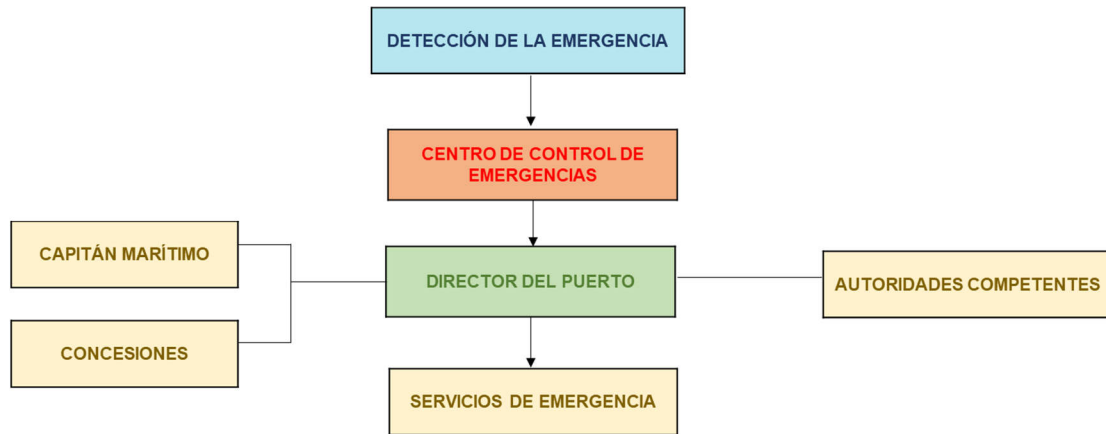 DETECCIÓN DE LA EMERGENCIA
CENTRO DE CONTROL DE
EMERGENCIAS
CAPITÁN MARÍTIMO
DIRECTOR DEL PUERTO
AUTORIDADES COMPETENTES
CONCESIONES
SERVICIOS DE EMERGENCIA